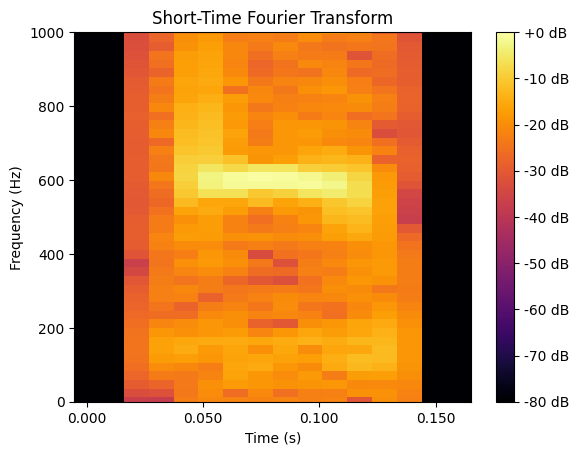 Short-Time Fourier Transform
1000
800
600
400
200
0
Frequency (Hz)
0.000
0.050
0.100
0.150
Time (s)
+0 dB
-10 dB
-20 dB
-30 dB
-40 dB
-50 dB
-60 dB
-70 dB
-80 dB